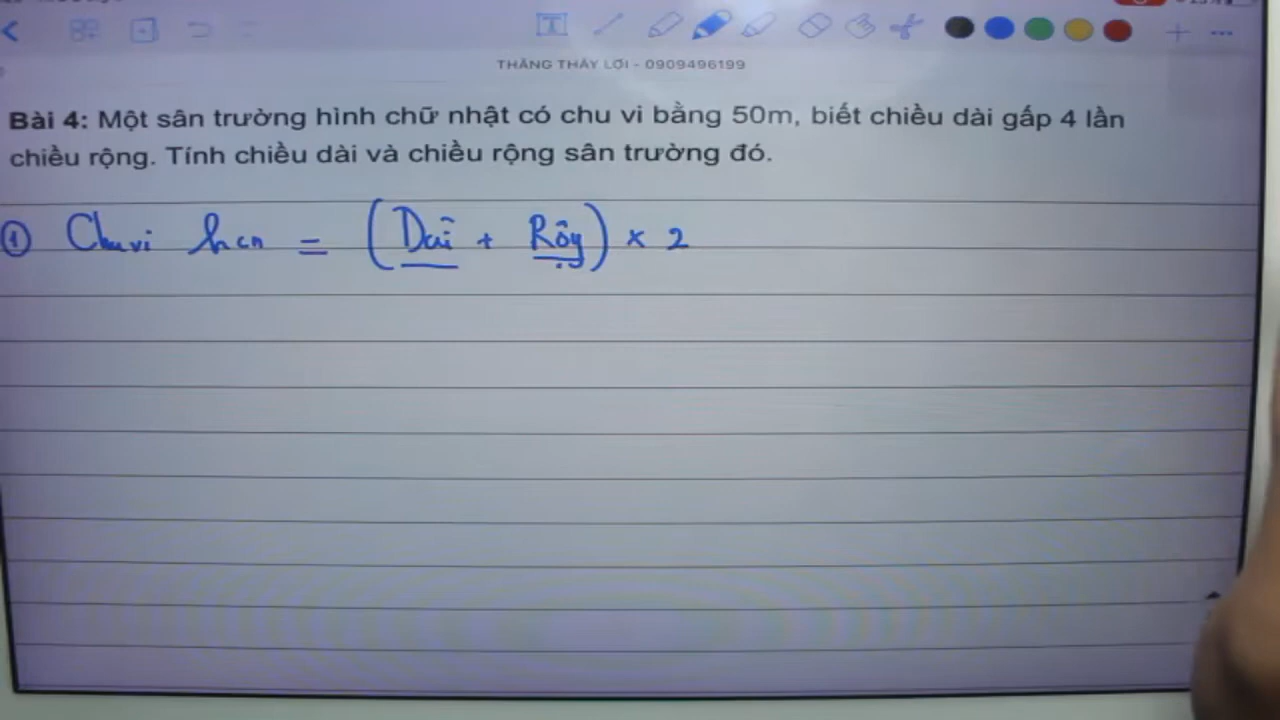 THẮNG THẦY LỢI - 0909496199
Bài 4: Một sân trường hình chữ nhật có chu vi bằng 50m, biết chiều dài gấp 4 lần
chiều rộng. Tính chiều dài và chiều rộng sân trường đó.
① Chu vi hcn = (Dài + Rộng) × 2